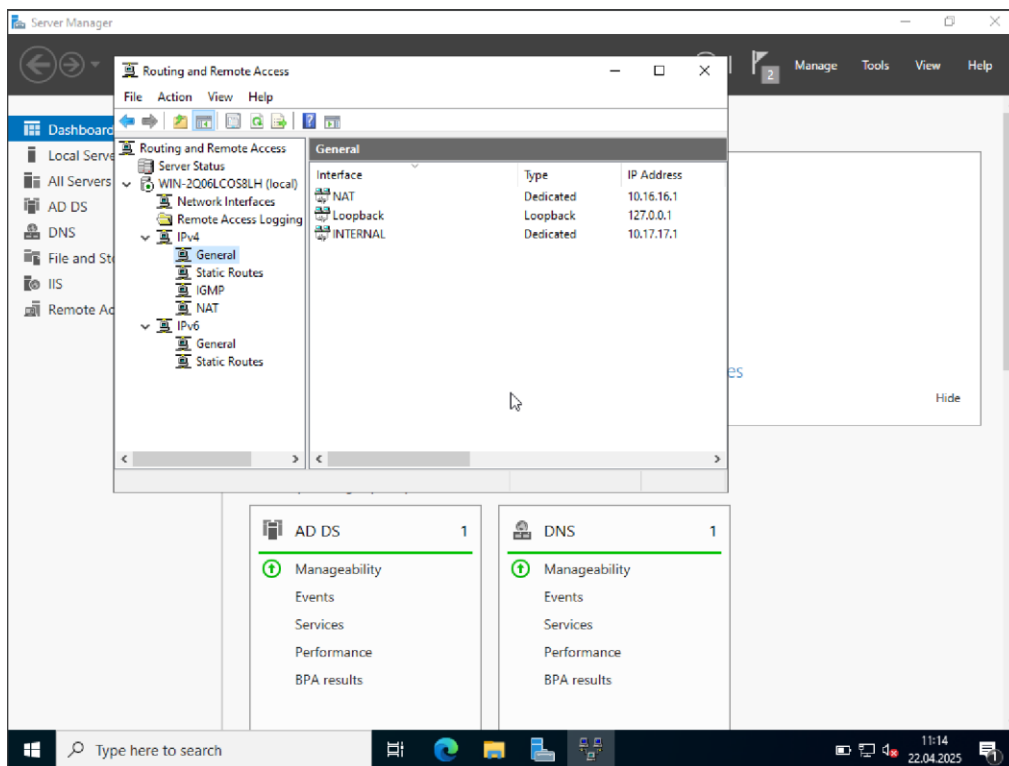 Server Manager
Routing and Remote Access
2
Manage Tools View Help
File Action View Help
Dashboard
Local Serve
All Servers
AD DS
DNS
File and Sto
IIS
Remote Ac
Routing and Remote Access
Server Status
WIN-2Q06LCOS8LH (local)
Network Interfaces
Remote Access Logging
IPv4
General
Static Routes
IGMP
NAT
IPv6
General
Static Routes
General
Interface Type IP Address
NAT Dedicated 10.16.16.1
Loopback Loopback 127.0.0.1
INTERNAL Dedicated 10.17.17.1
es
Hide
AD DS 1
Manageability
Events
Services
Performance
BPA results
DNS 1
Manageability
Events
Services
Performance
BPA results
Type here to search
11:14
22.04.2025
1